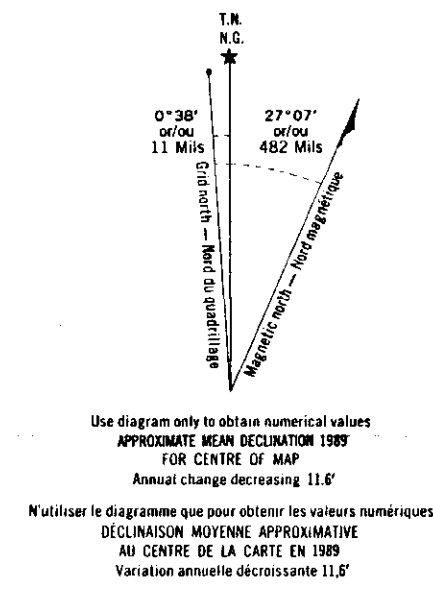 T.N.
N.G.
0°38'
or/ou
11 Mils
27°07'
or/ou
482 Mils
Grid north — Nord du quadrillage
Magnetic north — Nord magnétique
Use diagram only to obtain numerical values
APPROXIMATE MEAN DECLINATION 1989
FOR CENTRE OF MAP
Annual change decreasing 11.6'
N'utiliser le diagramme que pour obtenir les valeurs numériques
DÉCLINAISON MOYENNE APPROXIMATIVE
AU CENTRE DE LA CARTE EN 1989
Variation annuelle décroissante 11,6'